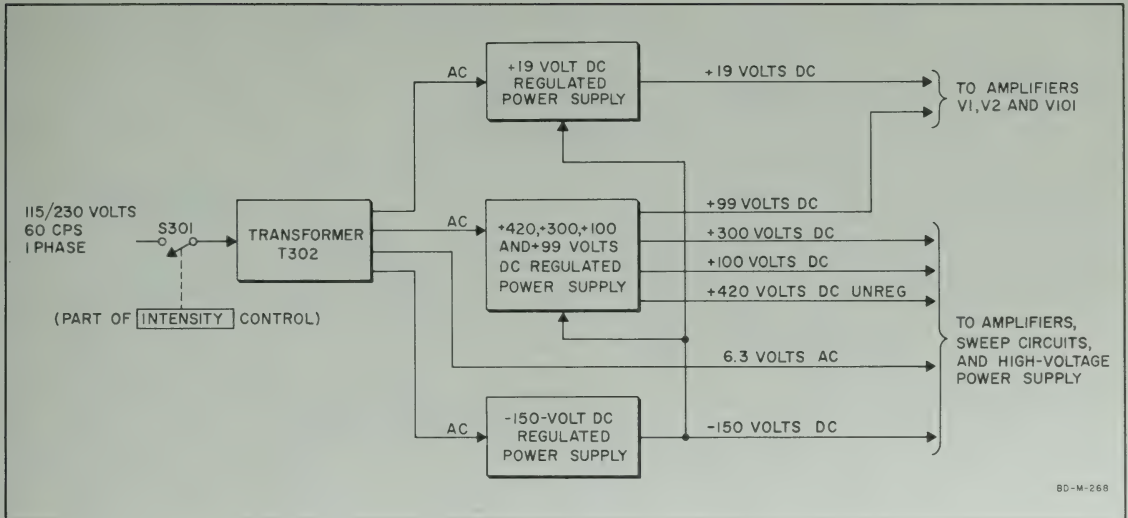 115/230 VOLTS
60 CPS
1 PHASE
S301
(PART OF INTENSITY CONTROL)
TRANSFORMER
T302
AC
+19 VOLT DC
REGULATED
POWER SUPPLY
+19 VOLTS DC
TO AMPLIFIERS
V1, V2 AND V101
AC
+420,+300,+100
AND+99 VOLTS
DC REGULATED
POWER SUPPLY
+99 VOLTS DC
+300 VOLTS DC
+100 VOLTS DC
+420 VOLTS DC UNREG
6.3 VOLTS AC
TO AMPLIFIERS,
SWEEP CIRCUITS,
AND HIGH-VOLTAGE
POWER SUPPLY
AC
-150-VOLT DC
REGULATED
POWER SUPPLY
-150 VOLTS DC
BD-M-268